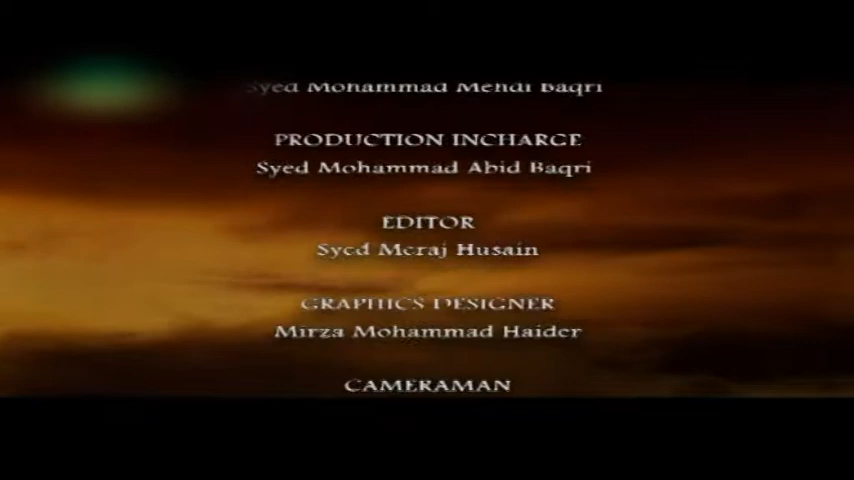 Syed Mohammad Mehdi Baqri
PRODUCTION INCHARGE
Syed Mohammad Abid Baqri
EDITOR
Syed Meraj Husain
GRAPHICS DESIGNER
Mirza Mohammad Haider
CAMERAMAN